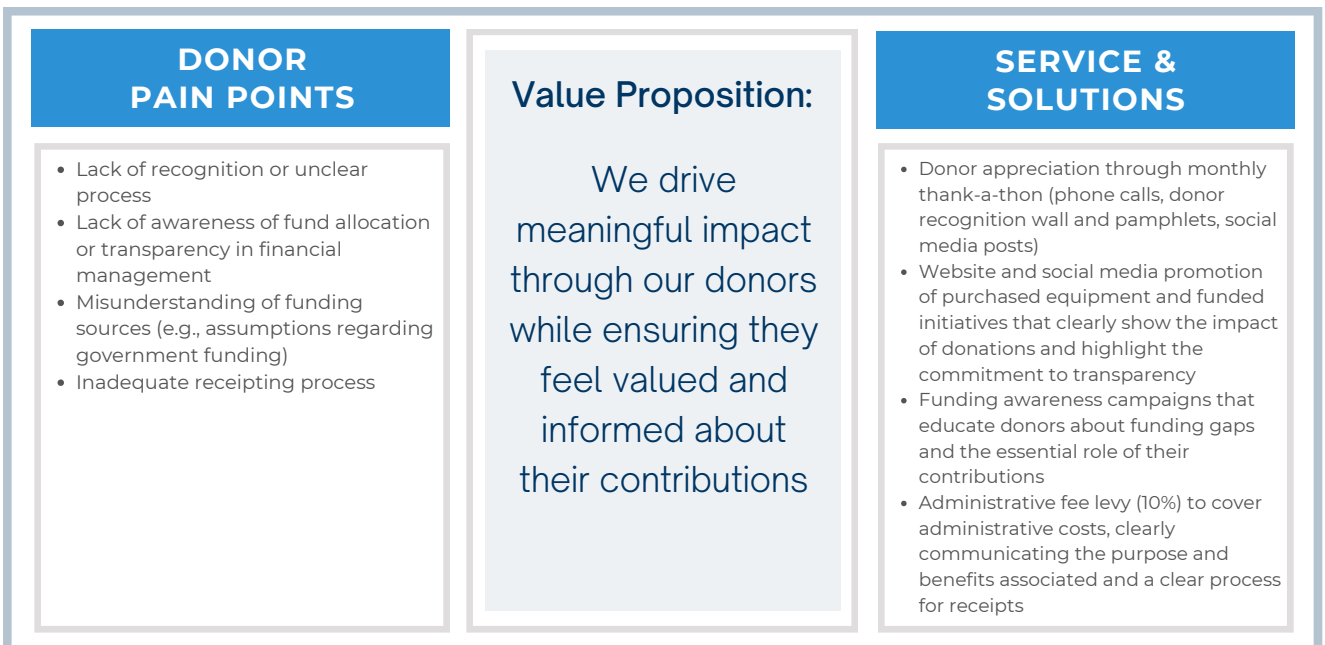 DONOR
PAIN POINTS
• Lack of recognition or unclear
process
• Lack of awareness of fund allocation
or transparency in financial
management
• Misunderstanding of funding
sources (e.g., assumptions regarding
government funding)
• Inadequate receipting process
Value Proposition:
We drive
meaningful impact
through our donors
while ensuring they
feel valued and
informed about
their contributions
SERVICE &
SOLUTIONS
• Donor appreciation through monthly
thank-a-thon (phone calls, donor
recognition wall and pamphlets, social
media posts)
• Website and social media promotion
of purchased equipment and funded
initiatives that clearly show the impact
of donations and highlight the
commitment to transparency
• Funding awareness campaigns that
educate donors about funding gaps
and the essential role of their
contributions
• Administrative fee levy (10%) to cover
administrative costs, clearly
communicating the purpose and
benefits associated and a clear process
for receipts